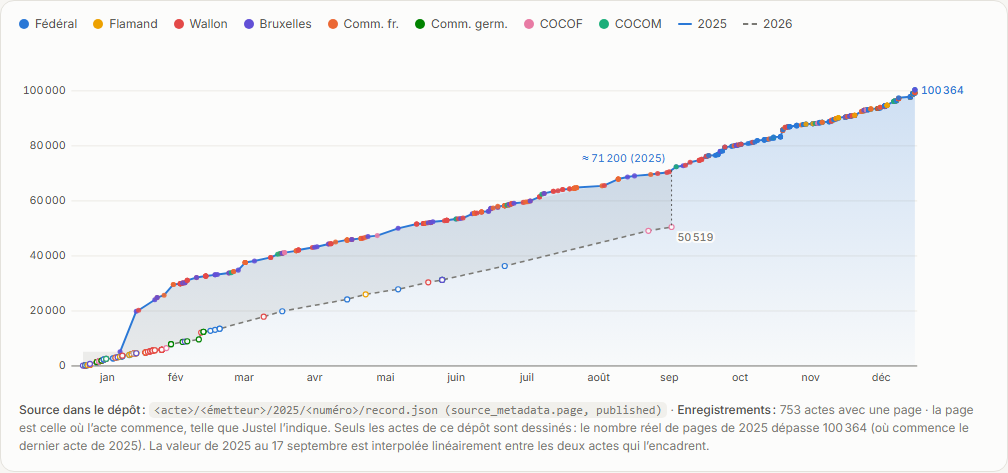 Fédéral Flamand Wallon Bruxelles Comm. fr. Comm. germ. COCOF COCOM 2025 2026
100 000
100 364
80 000
≈ 71 200 (2025)
60 000
50 519
40 000
20 000
0
jan fév mar avr mai juin juil août sep oct nov déc
Source dans le dépôt : <acte>/<émetteur>/2025/<numéro>/record.json (source_metadata.page, published) · Enregistrements : 753 actes avec une page · la page
est celle où l’acte commence, telle que Justel l’indique. Seuls les actes de ce dépôt sont dessinés : le nombre réel de pages de 2025 dépasse 100 364 (où commence le
dernier acte de 2025). La valeur de 2025 au 17 septembre est interpolée linéairement entre les deux actes qui l’encadrent.